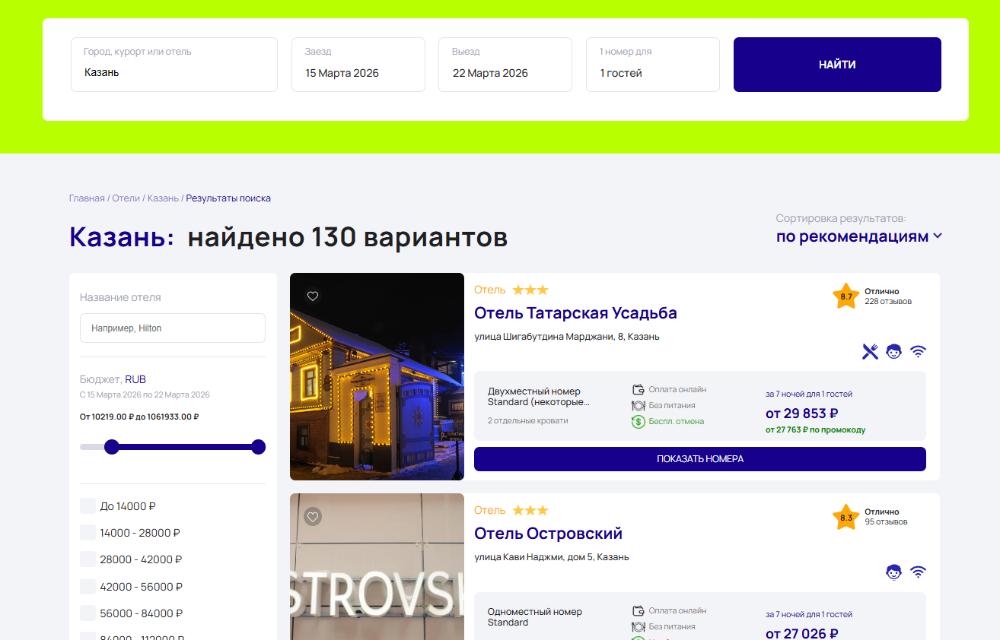 Город, курорт или отель
Казань
Заезд
15 Марта 2026
Выезд
22 Марта 2026
1 номер для
1 гостей
НАЙТИ
Главная / Отели / Казань / Результаты поиска
Казань: найдено 130 вариантов
Сортировка результатов:
по рекомендациям
Название отеля
Например, Hilton
Бюджет, RUB
С 15 Марта 2026 по 22 Марта 2026
От 10219.00 ₽ до 1061933.00 ₽
До 14000 ₽
14000 - 28000 ₽
28000 - 42000 ₽
42000 - 56000 ₽
56000 - 84000 ₽
84000 - 112000 ₽
Отель
Отель Татарская Усадьба
улица Шигабутдина Марджани, 8, Казань
8.7
Отлично
228 отзывов
Двухместный номер
Standard (некоторые...
2 отдельные кровати
Оплата онлайн
Без питания
Беспл. отмена
за 7 ночей для 1 гостей
от 29 853 ₽
от 27 763 ₽ по промокоду
ПОКАЗАТЬ НОМЕРА
STROVSK
Отель
Отель Островский
улица Кави Наджми, дом 5, Казань
8.3
Отлично
95 отзывов
Одноместный номер
Standard
Оплата онлайн
Без питания
за 7 ночей для 1 гостей
от 27 026 ₽